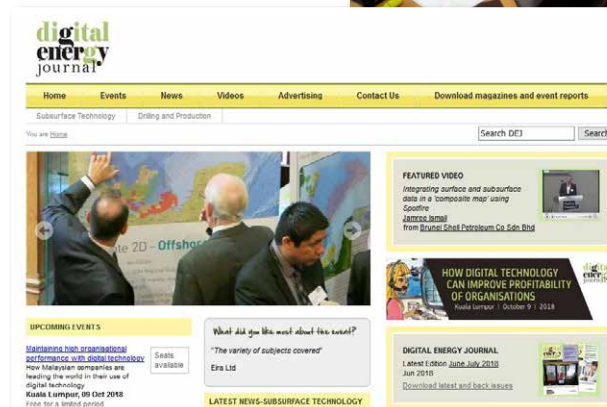 digital
energy
journal
Home Events News Videos Advertising Contact Us Download magazines and event reports
Subsurface Technology Drilling and Production
You are Home
Search DEJ Search
2D - Offshor
FEATURED VIDEO
Integrating surface and subsurface
data in a 'composite map' using
Spotfire
Jamree Ismail
from Brunei Shell Petroleum Co Sdn Bhd
HOW DIGITAL TECHNOLOGY
CAN IMPROVE PROFITABILITY
OF ORGANISATIONS
Kuala Lumpur | October 9 | 2018
UPCOMING EVENTS
Maintaining high organisational
performance with digital technology
How Malaysian companies are
leading the world in their use of
digital technology
Kuala Lumpur, 09 Oct 2018
Free for a limited period
Seats
available
What did you like most about the event?
"The variety of subjects covered"
Eira Ltd
LATEST NEWS-SUBSURFACE TECHNOLOGY
DIGITAL ENERGY JOURNAL
Latest Edition June July 2018
Jun 2018
Download latest and back issues